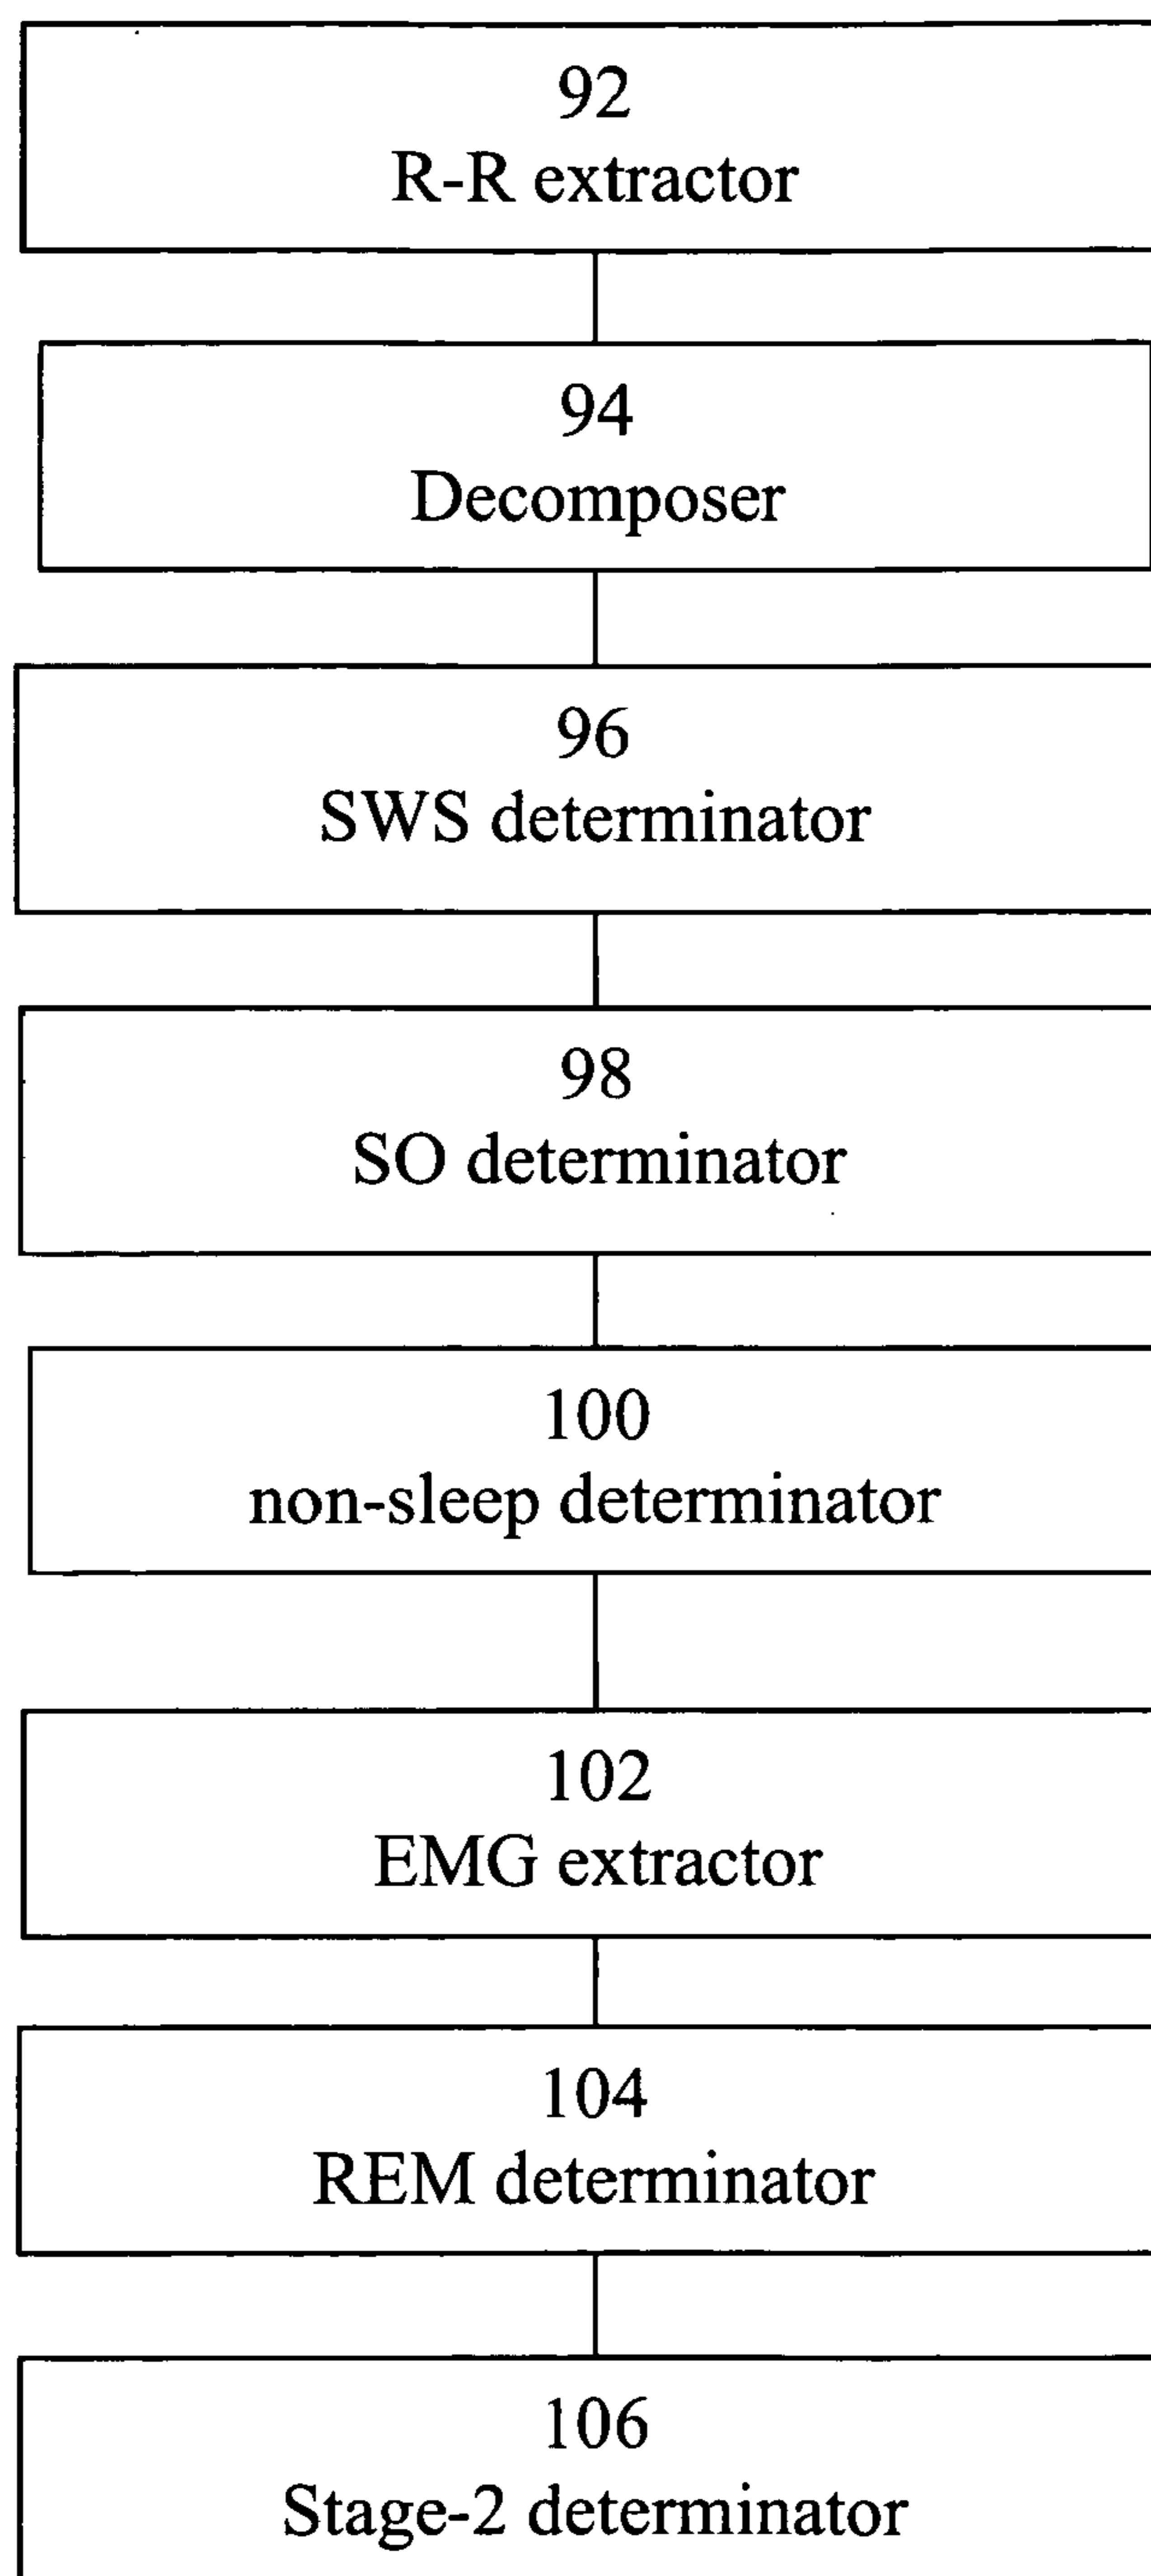 92
R-R extractor
94
Decomposer
96
SWS determinator
98
SO determinator
100
non-sleep determinator
102
EMG extractor
104
REM determinator
106
Stage-2 determinator